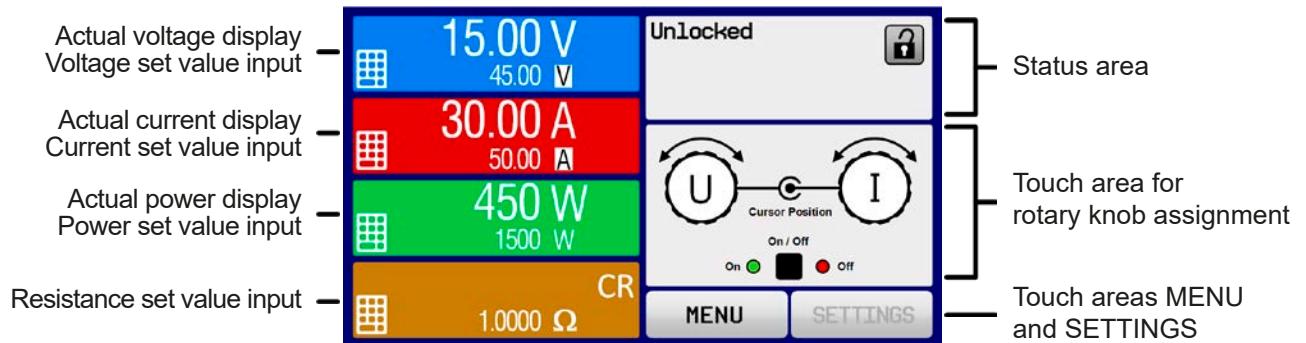 Actual voltage display
Voltage set value input
Actual current display
Current set value input
Actual power display
Power set value input
Resistance set value input
15.00 V
45.00 V
30.00 A
50.00 A
450 W
1500 W
CR
1.0000 Ω
Unlocked
U
I
Cursor Position
On / Off
On
Off
MENU
SETTINGS
Status area
Touch area for
rotary knob assignment
Touch areas MENU
and SETTINGS